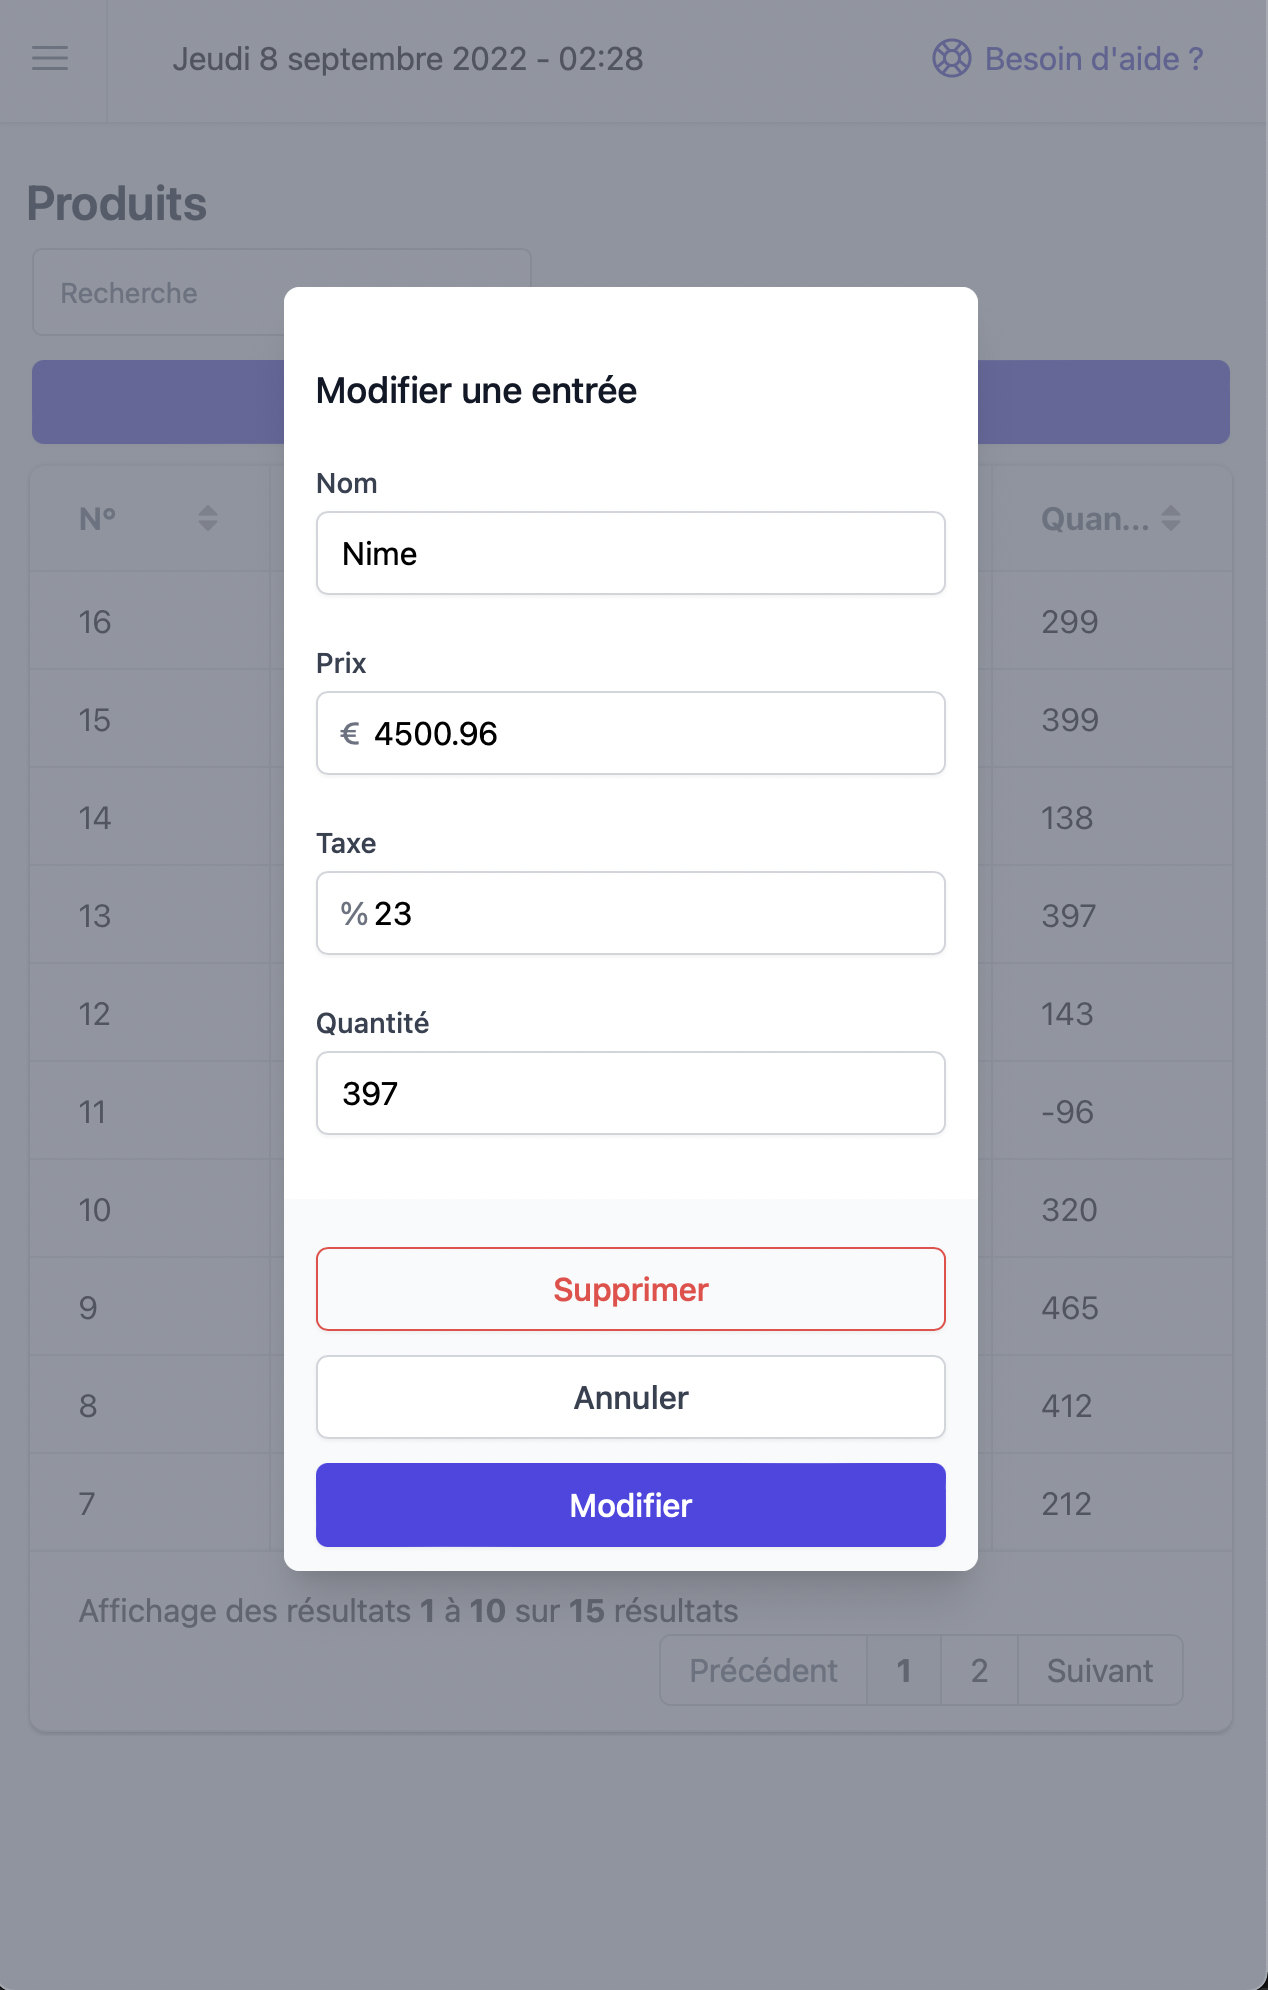 Jeudi 8 septembre 2022 - 02:28
Besoin d'aide ?
Produits
Recherche
Modifier une entrée
Nom
Nime
Prix
€ 4500.96
Taxe
% 23
Quantité
397
Supprimer
Annuler
Modifier
N° Quan...
16 299
15 399
14 138
13 397
12 143
11 -96
10 320
9 465
8 412
7 212
Affichage des résultats 1 à 10 sur 15 résultats
Précédent 1 2 Suivant